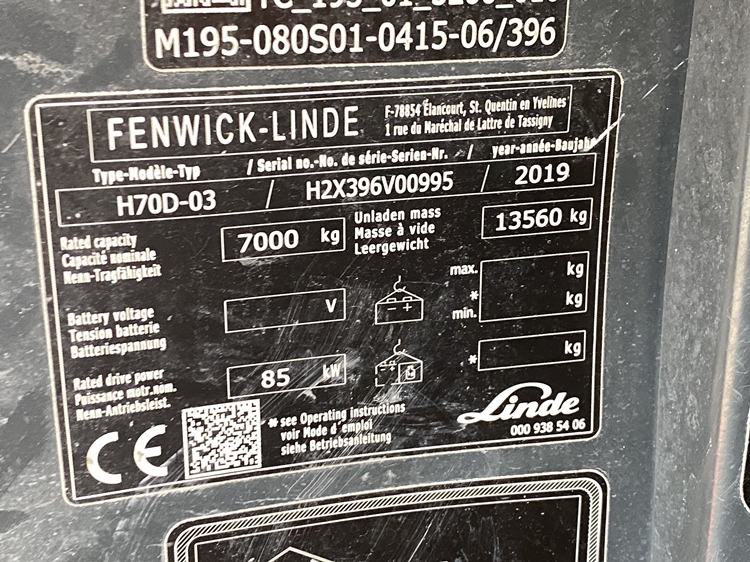 M195-080S01-0415-06/396
FENWICK-LINDE
F-78854 Élancourt, St. Quentin en Yvelines
1 rue du Maréchal de Lattre de Tassigny
Type-Modèle-Typ / Serial no.-No. de série-Serien-Nr. / year-année-Baujahr
H70D-03 / H2X396V00995 / 2019
Rated capacity
Capacité nominale
Nenn-Tragfähigkeit
7000 kg
Unladen mass
Masse à vide
Leergewicht
13560 kg
Battery voltage
Tension batterie
Batteriespannung
V
- +
max. kg
* kg
min.
Rated drive power
Puissance motr.nom.
Nenn-Antriebsleist.
85 kW
- +
* kg
CE
* see Operating instructions
voir Mode d'emploi
siehe Betriebsanleitung
Linde
000 938 54 06